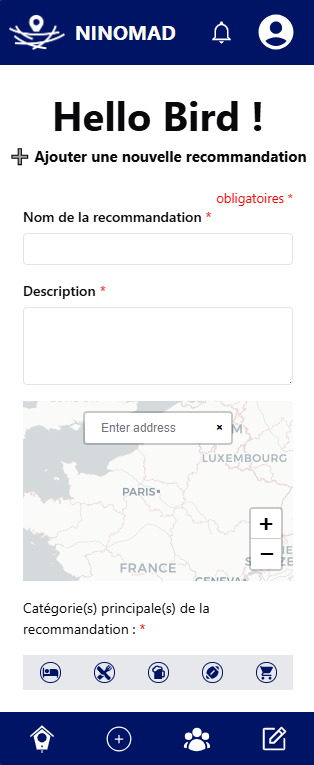 NINOMAD
Hello Bird !
Ajouter une nouvelle recommandation
obligatoires *
Nom de la recommandation *
Description *
Enter address ×
LUXEMBOURG
PARIS
+
−
FRANCE
GENEVA
Catégorie(s) principale(s) de la
recommandation : *